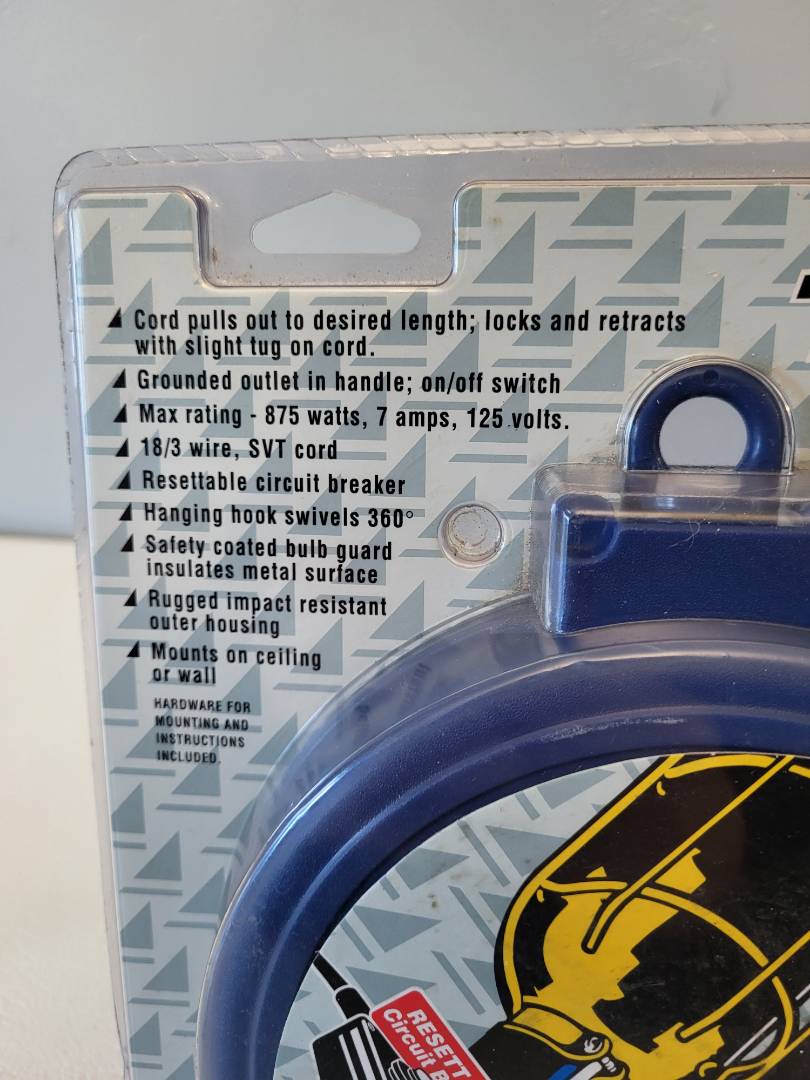 Cord pulls out to desired length; locks and retracts
with slight tug on cord.
Grounded outlet in handle; on/off switch
Max rating - 875 watts, 7 amps, 125 volts.
18/3 wire, SVT cord
Resettable circuit breaker
Hanging hook swivels 360°
Safety coated bulb guard
insulates metal surface
Rugged impact resistant
outer housing
Mounts on ceiling
or wall
HARDWARE FOR
MOUNTING AND
INSTRUCTIONS
INCLUDED.
RESETT
Circuit B